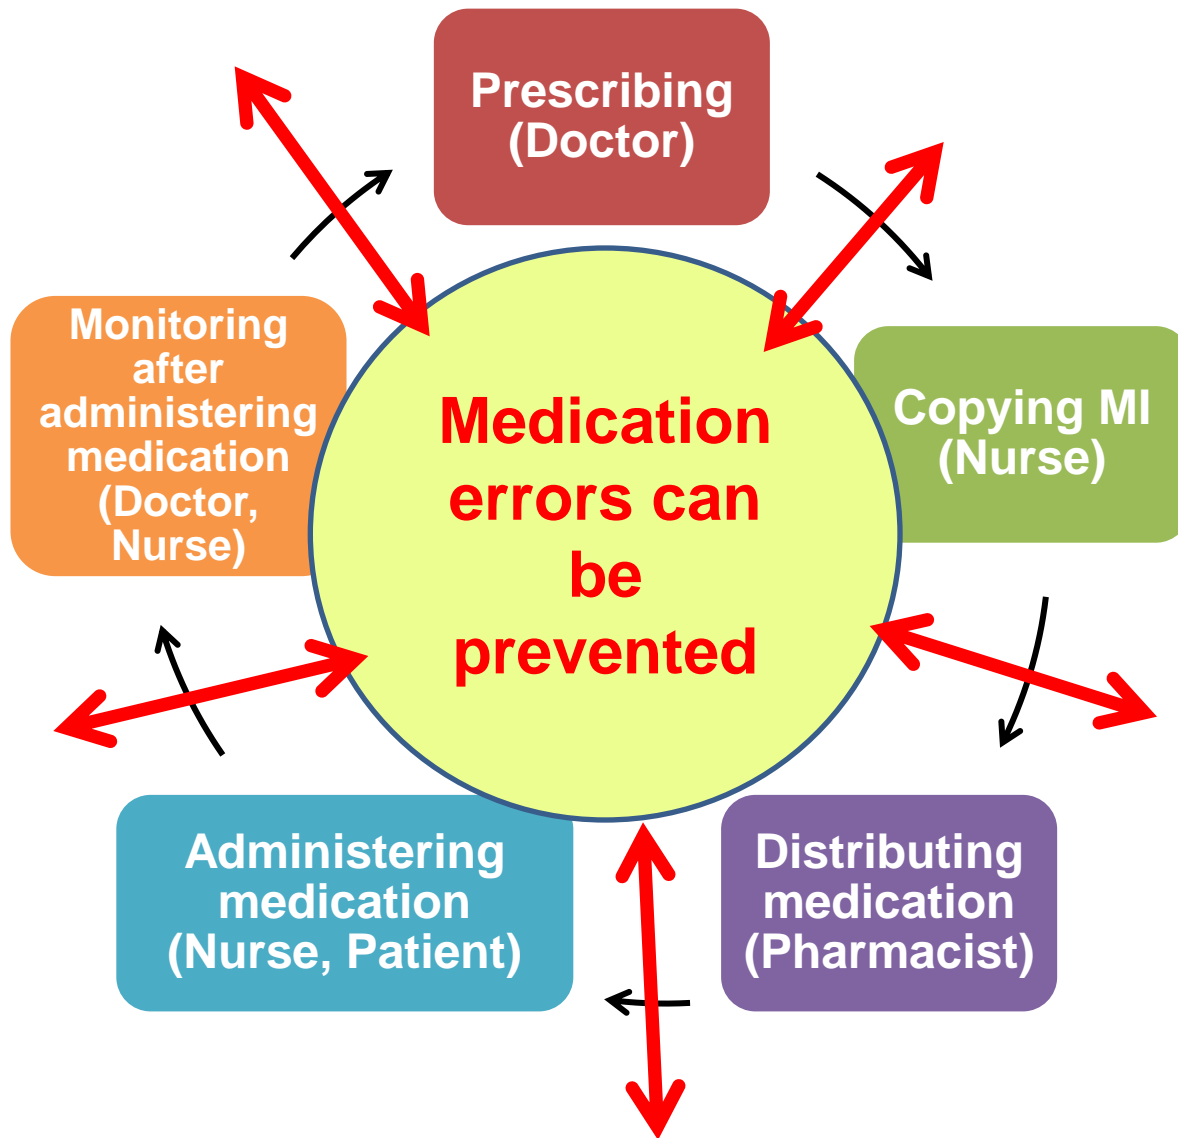 Prescribing
(Doctor)
Copying MI
(Nurse)
Distributing
medication
(Pharmacist)
Administering
medication
(Nurse, Patient)
Monitoring
after
administering
medication
(Doctor,
Nurse)
Medication
errors can
be
prevented